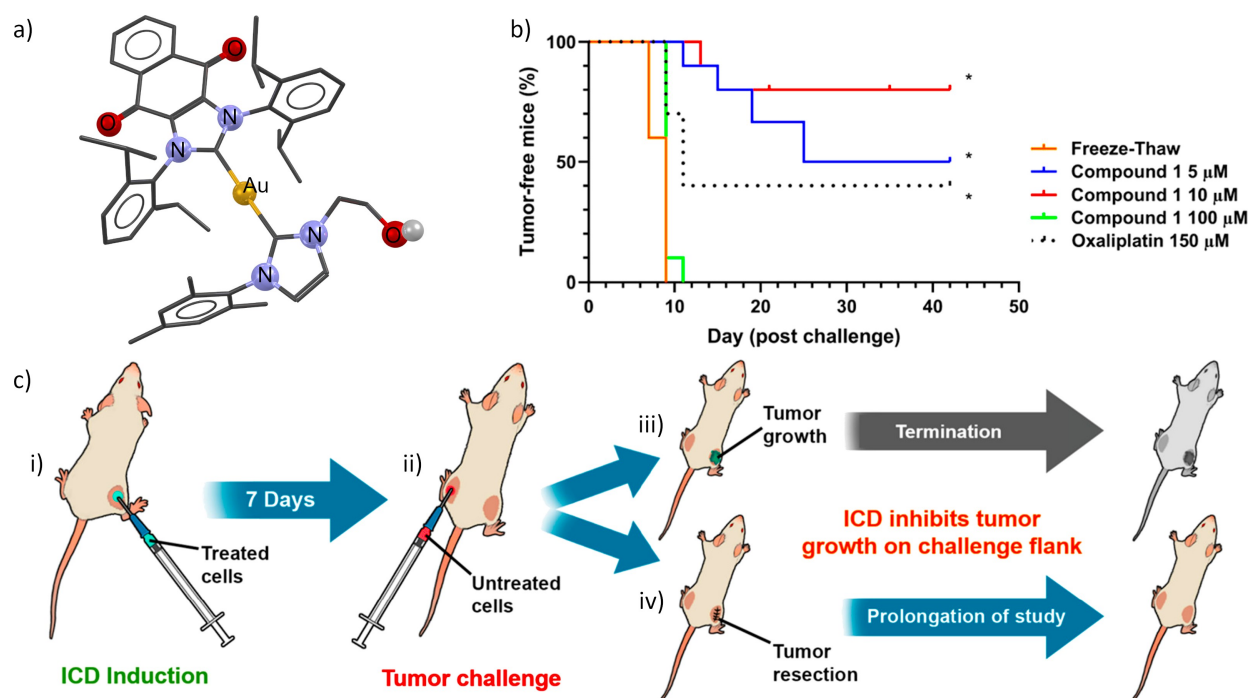 a)
O
O
N
N
Au
N
N
O
b)
Tumor-free mice (%)
100
50
0
0
10
20
30
40
50
Day (post challenge)
*
*
*
Freeze-Thaw
Compound 1 5 µM
Compound 1 10 µM
Compound 1 100 µM
Oxaliplatin 150 µM
c)
i)
Treated
cells
ICD Induction
7 Days
ii)
Untreated
cells
Tumor challenge
iii)
Tumor
growth
Termination
ICD inhibits tumor
growth on challenge flank
iv)
Tumor
resection
Prolongation of study